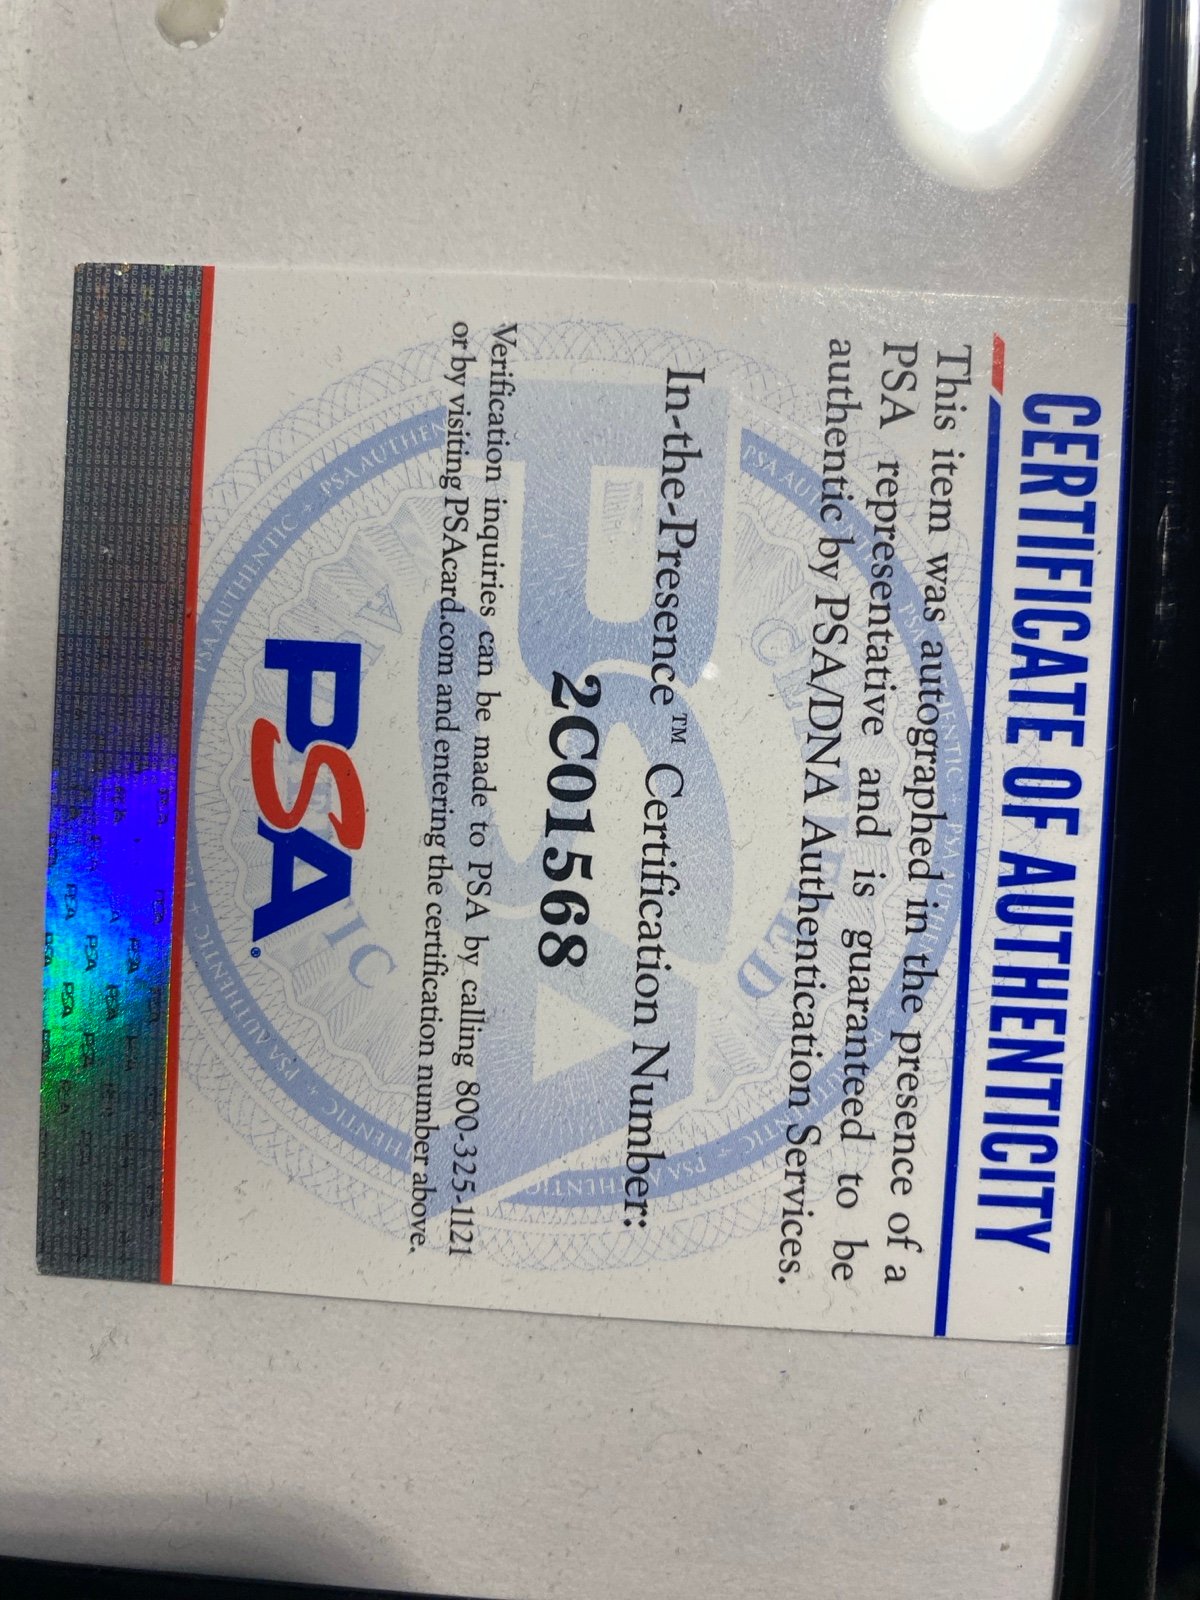 CERTIFICATE OF AUTHENTICITY
This item was autographed in the presence of a
PSA representative and is guaranteed to be
authentic by PSA/DNA Authentication Services.
In-the-Presence™ Certification Number:
2C01568
Verification inquiries can be made to PSA by calling 800-325-1121
or by visiting PSAcard.com and entering the certification number above.
PSA®